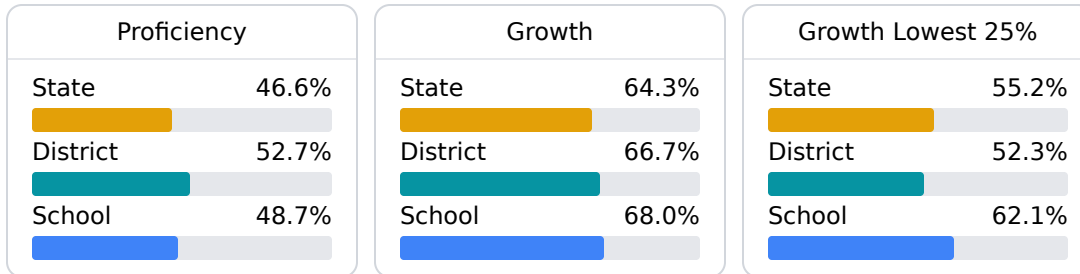 Proficiency
State 46.6%
District 52.7%
School 48.7%
Growth
State 64.3%
District 66.7%
School 68.0%
Growth Lowest 25%
State 55.2%
District 52.3%
School 62.1%